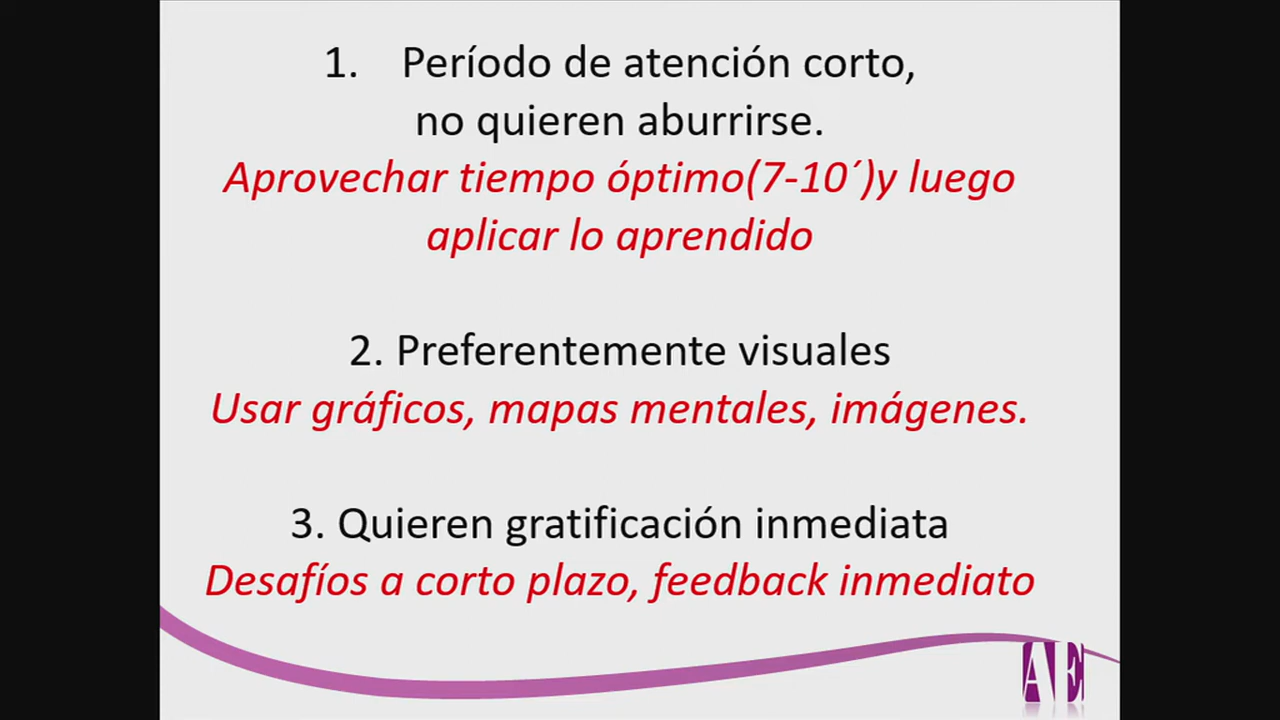 1. Período de atención corto,
no quieren aburrirse.
Aprovechar tiempo óptimo(7-10´)y luego
aplicar lo aprendido
2. Preferentemente visuales
Usar gráficos, mapas mentales, imágenes.
3. Quieren gratificación inmediata
Desafíos a corto plazo, feedback inmediato
AE